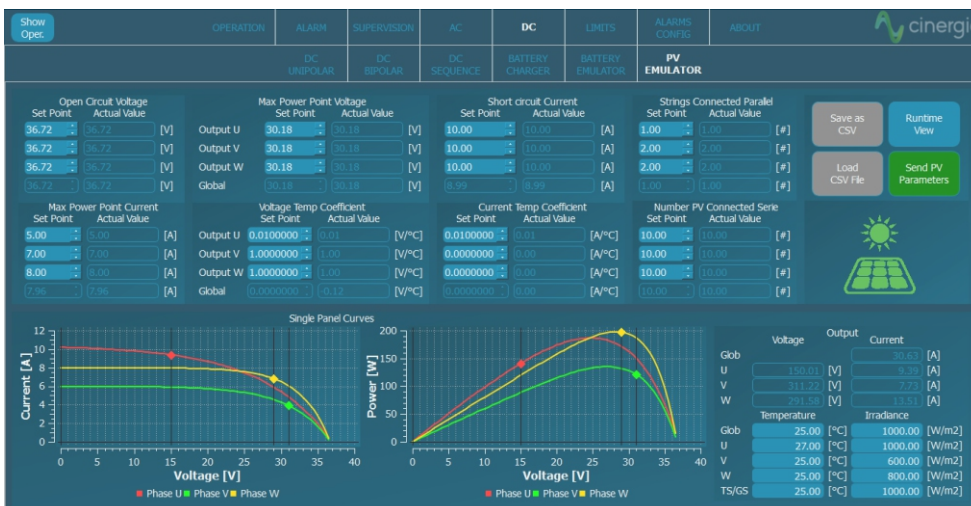 Show
Oper.
OPERATION ALARM SUPERVISION AC DC LIMITS ALARMS CONFIG ABOUT
cinergi
DC UNIPOLAR DC BIPOLAR DC SEQUENCE BATTERY CHARGER BATTERY EMULATOR PV EMULATOR
Open Circuit Voltage Max Power Point Voltage Short circuit Current Strings Connected Parallel
Set Point Actual Value Set Point Actual Value Set Point Actual Value Set Point Actual Value
36.72 36.72 [V] Output U 30.18 30.18 [V] 10.00 10.00 [A] 1.00 1.00 [#]
36.72 36.72 [V] Output V 30.18 30.18 [V] 10.00 10.00 [A] 2.00 2.00 [#]
36.72 36.72 [V] Output W 30.18 30.18 [V] 10.00 10.00 [A] 2.00 2.00 [#]
36.72 36.72 [V] Global 30.18 30.18 [V] 8.99 8.99 [A] 1.00 1.00 [#]
Save as CSV Runtime View
Load CSV File Send PV Parameters
Max Power Point Current Voltage Temp Coefficient Current Temp Coefficient Number PV Connected Serie
Set Point Actual Value Set Point Actual Value Set Point Actual Value Set Point Actual Value
5.00 5.00 [A] Output U 0.0100000 0.01 [V/ºC] 0.0100000 0.01 [A/ºC] 10.00 10.00 [#]
7.00 7.00 [A] Output V 1.0000000 1.00 [V/ºC] 0.0000000 0.00 [A/ºC] 10.00 10.00 [#]
8.00 8.00 [A] Output W 1.0000000 1.00 [V/ºC] 0.0000000 0.00 [A/ºC] 10.00 10.00 [#]
7.96 7.96 [A] Global 0.0000000 -0.12 [V/ºC] 0.0000000 0.00 [A/ºC] 10.00 10.00 [#]
Single Panel Curves
Current [A]
12
10
8
6
4
2
0
0 5 10 15 20 25 30 35 40
Voltage [V]
Phase U Phase V Phase W
Power [W]
200
150
100
50
0
0 5 10 15 20 25 30 35 40
Voltage [V]
Phase U Phase V Phase W
Output
Voltage Current
Glob 30.63 [A]
U 150.01 [V] 9.39 [A]
V 311.22 [V] 7.73 [A]
W 291.58 [V] 13.51 [A]
Temperature Irradiance
Glob 25.00 [ºC] 1000.00 [W/m2]
U 27.00 [ºC] 1000.00 [W/m2]
V 25.00 [ºC] 600.00 [W/m2]
W 25.00 [ºC] 800.00 [W/m2]
TS/GS 25.00 [ºC] 1000.00 [W/m2]